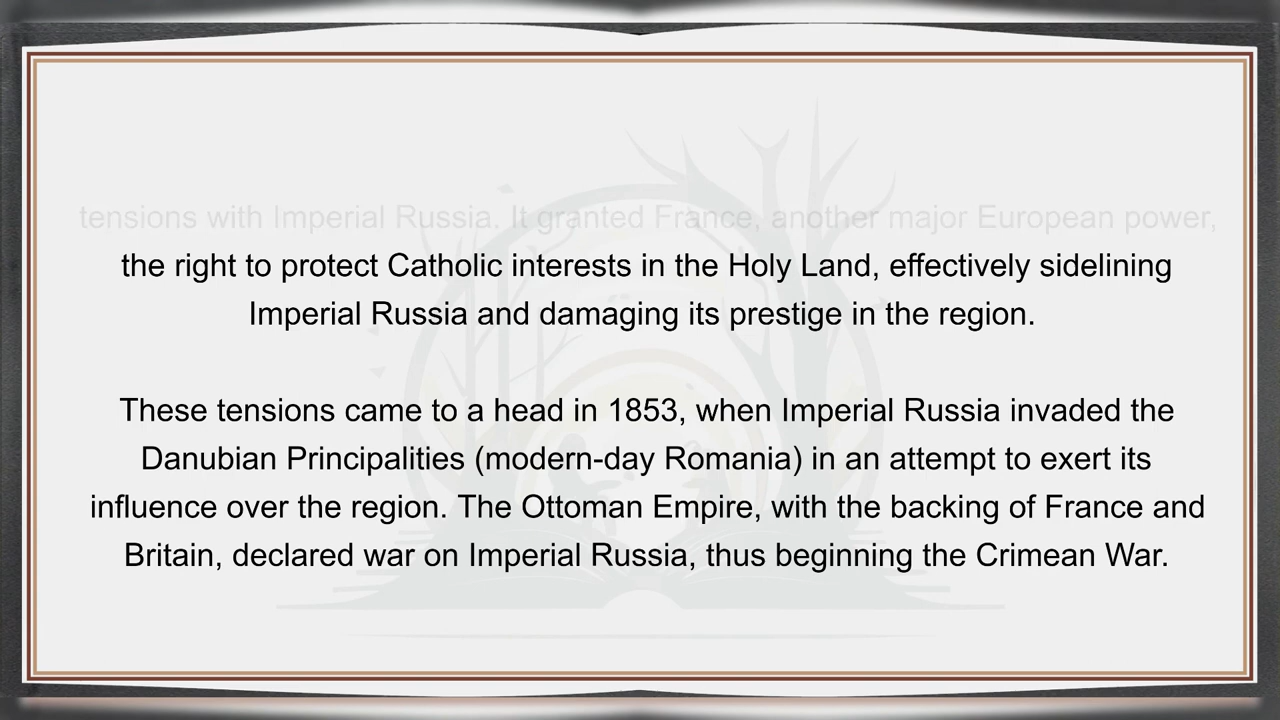 tensions with Imperial Russia. It granted France, another major European power,
the right to protect Catholic interests in the Holy Land, effectively sidelining
Imperial Russia and damaging its prestige in the region.
These tensions came to a head in 1853, when Imperial Russia invaded the
Danubian Principalities (modern-day Romania) in an attempt to exert its
influence over the region. The Ottoman Empire, with the backing of France and
Britain, declared war on Imperial Russia, thus beginning the Crimean War.